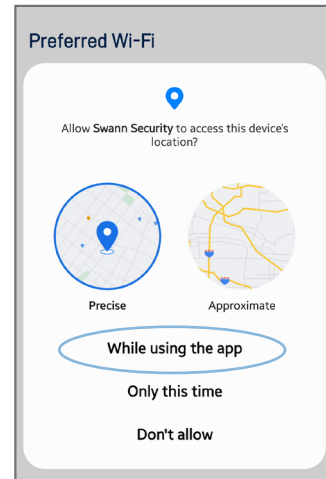 Preferred Wi-Fi
Allow Swann Security to access this device's
location?
Precise
Approximate
While using the app
Only this time
Don't allow